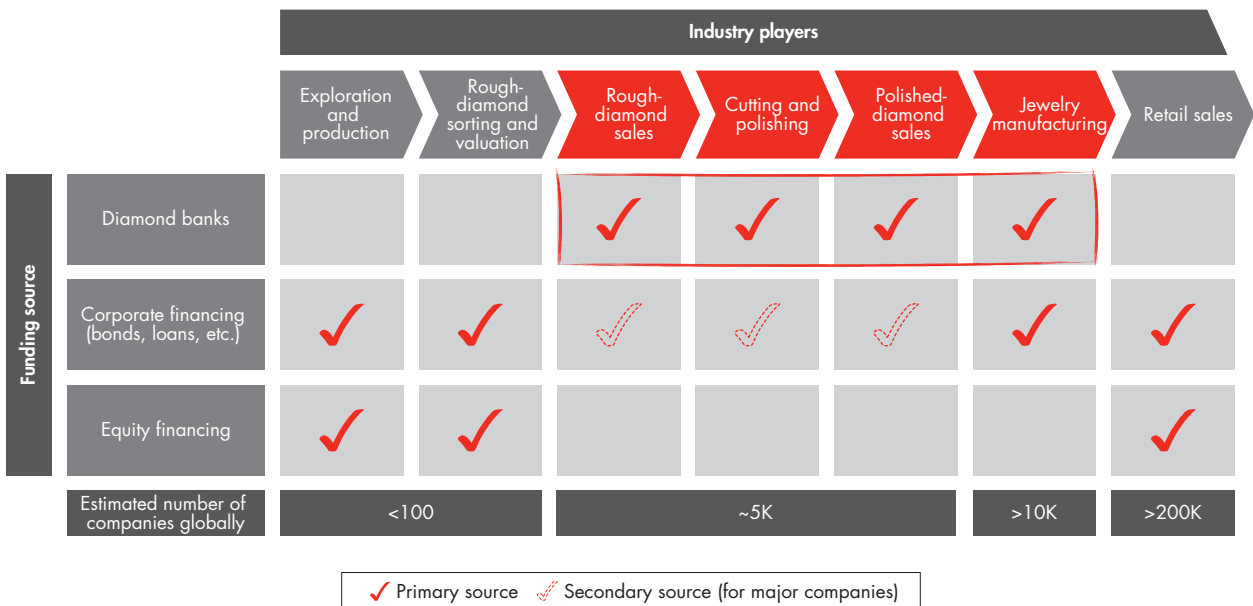 Industry players
Exploration
and
production
Rough-
diamond
sorting and
valuation
Rough-
diamond
sales
Cutting and
polishing
Polished-
diamond
sales
Jewelry
manufacturing
Retail sales
Funding source
Diamond banks
Corporate financing
(bonds, loans, etc.)
Equity financing
Estimated number of
companies globally
<100
~5K
>10K
>200K
Primary source
Secondary source (for major companies)